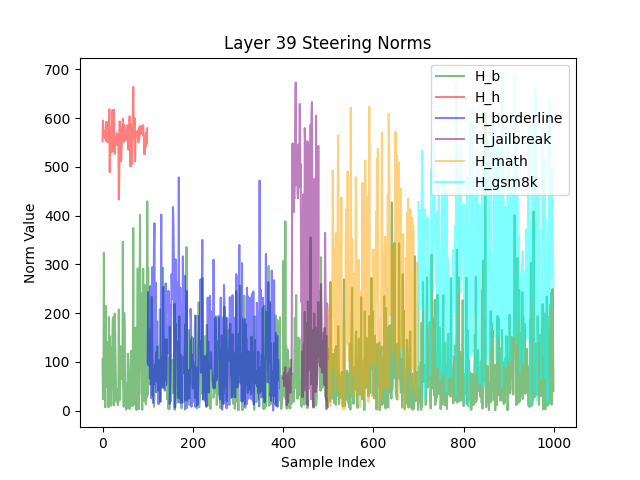 Layer 39 Steering Norms
Norm Value
700
600
500
400
300
200
100
0
H_b
H_h
H_borderline
H_jailbreak
H_math
H_gsm8k
0 200 400 600 800 1000
Sample Index